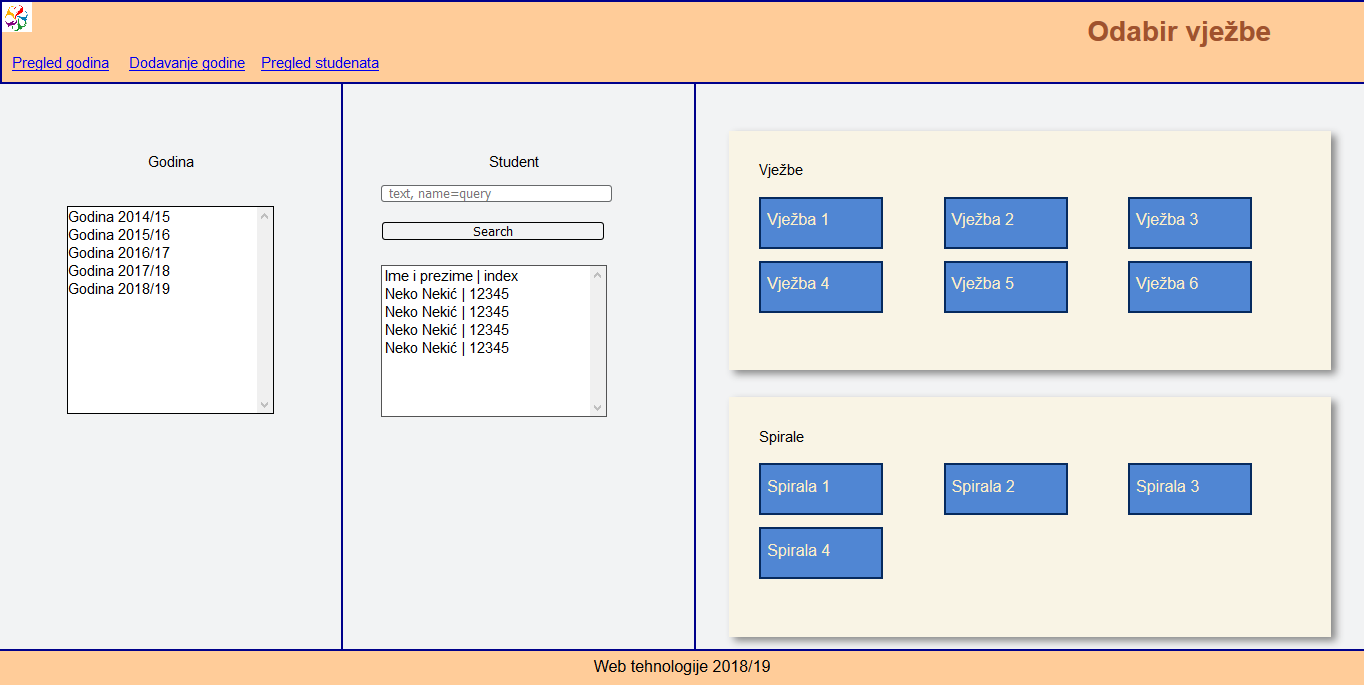 Odabir vježbe
Pregled godina Dodavanje godine Pregled studenata
Godina
Godina 2014/15
Godina 2015/16
Godina 2016/17
Godina 2017/18
Godina 2018/19
Student
text, name=query
Search
Ime i prezime | index
Neko Nekić | 12345
Neko Nekić | 12345
Neko Nekić | 12345
Neko Nekić | 12345
Vježbe
Vježba 1 Vježba 2 Vježba 3
Vježba 4 Vježba 5 Vježba 6
Spirale
Spirala 1 Spirala 2 Spirala 3
Spirala 4
Web tehnologije 2018/19